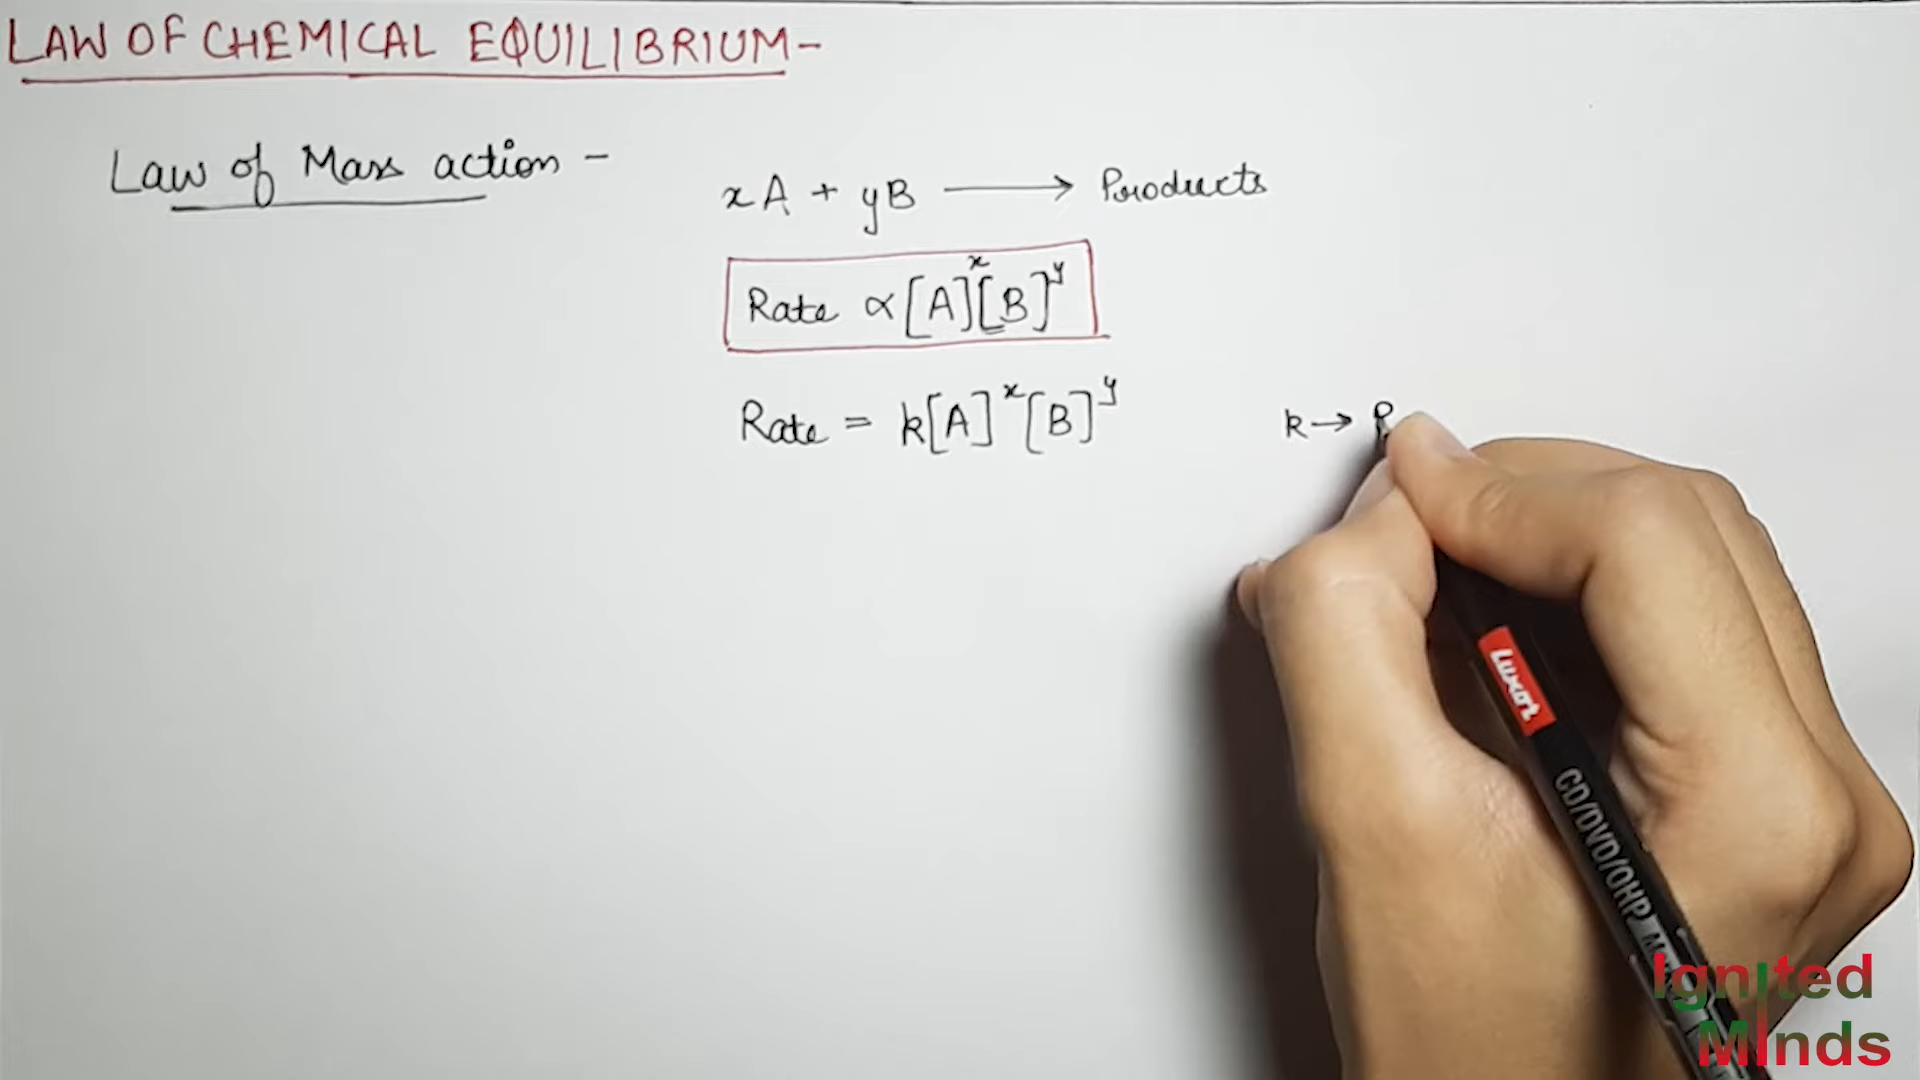 LAW OF CHEMICAL EQUILIBRIUM-
Law of Mass action -
xA + yB ⟶ Products
Rate ∝ [A]^x [B]^y
Rate = k[A]^x [B]^y
k → R
Luxor
CD/DVD/OHP
Ignited
Minds